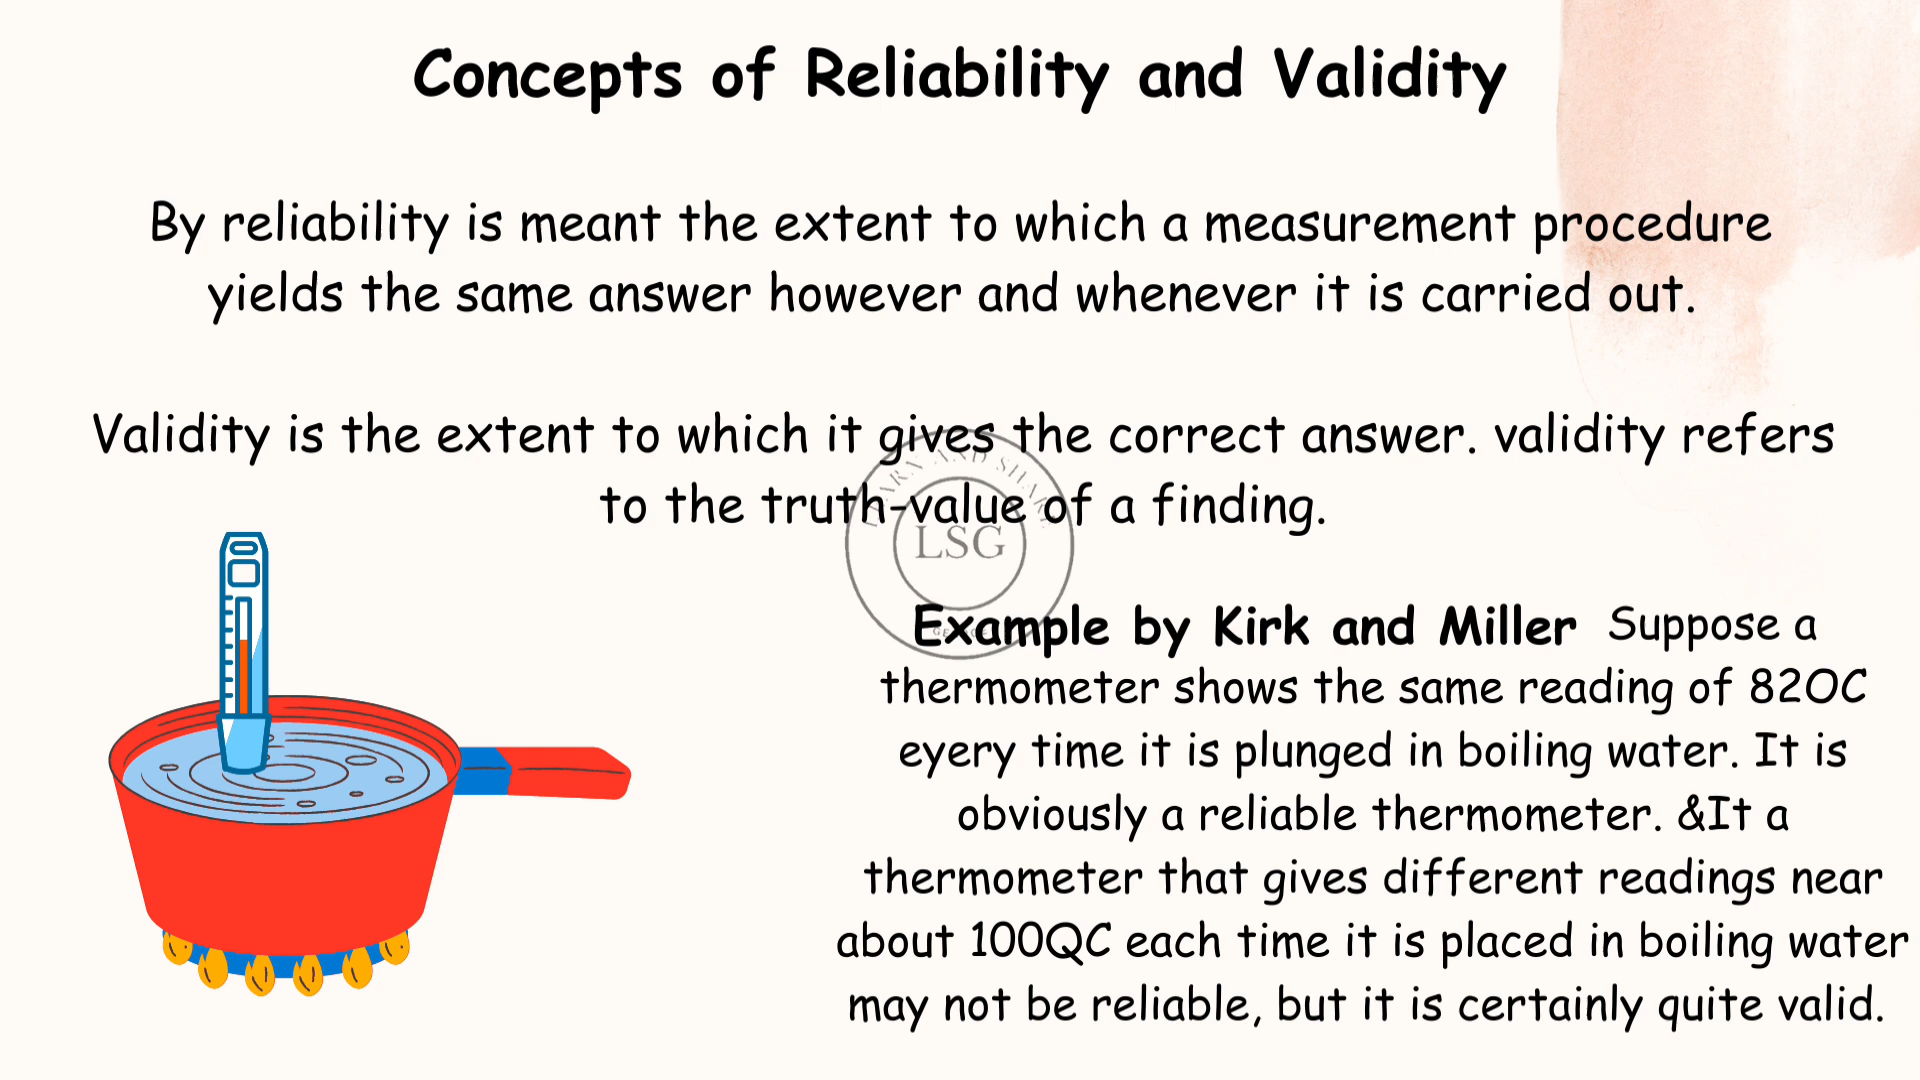 Concepts of Reliability and Validity
By reliability is meant the extent to which a measurement procedure
yields the same answer however and whenever it is carried out.
Validity is the extent to which it gives the correct answer. validity refers
to the truth-value of a finding.
LEARN AND SHARE
LSG
Example by Kirk and Miller Suppose a
thermometer shows the same reading of 82OC
eyery time it is plunged in boiling water. It is
obviously a reliable thermometer. &It a
thermometer that gives different readings near
about 100QC each time it is placed in boiling water
may not be reliable, but it is certainly quite valid.